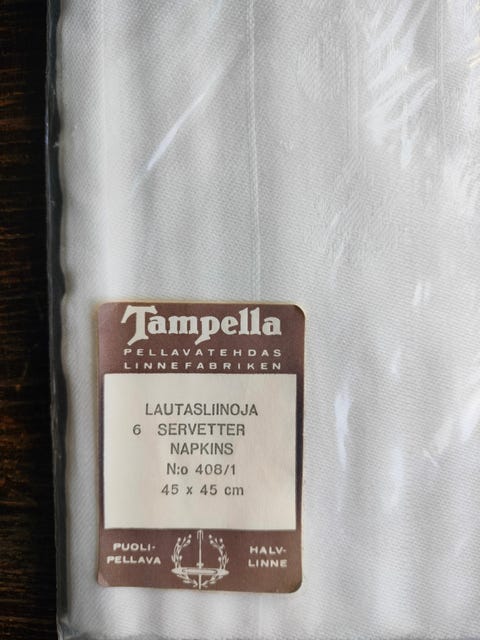 Tampella
PELLAVATEHDAS
LINNEFABRIKEN
LAUTASLIINOJA
6 SERVETTER
NAPKINS
N:o 408/1
45 x 45 cm
PUOLI-
PELLAVA
HALV-
LINNE